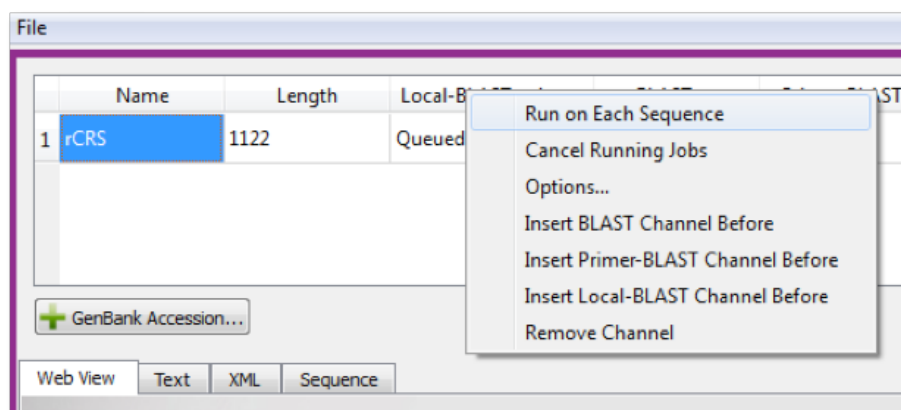 File
Name Length
Run on Each Sequence
1 rCRS 1122 Queued
Cancel Running Jobs
Options...
Insert BLAST Channel Before
Insert Primer-BLAST Channel Before
Insert Local-BLAST Channel Before
GenBank Accession...
Remove Channel
Web View Text XML Sequence